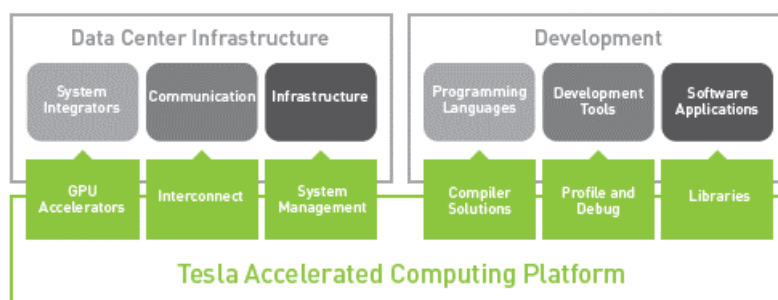 Data Center Infrastructure
System
Integrators
Communication
Infrastructure
GPU
Accelerators
Interconnect
System
Management
Development
Programming
Languages
Development
Tools
Software
Applications
Compiler
Solutions
Profile and
Debug
Libraries
Tesla Accelerated Computing Platform